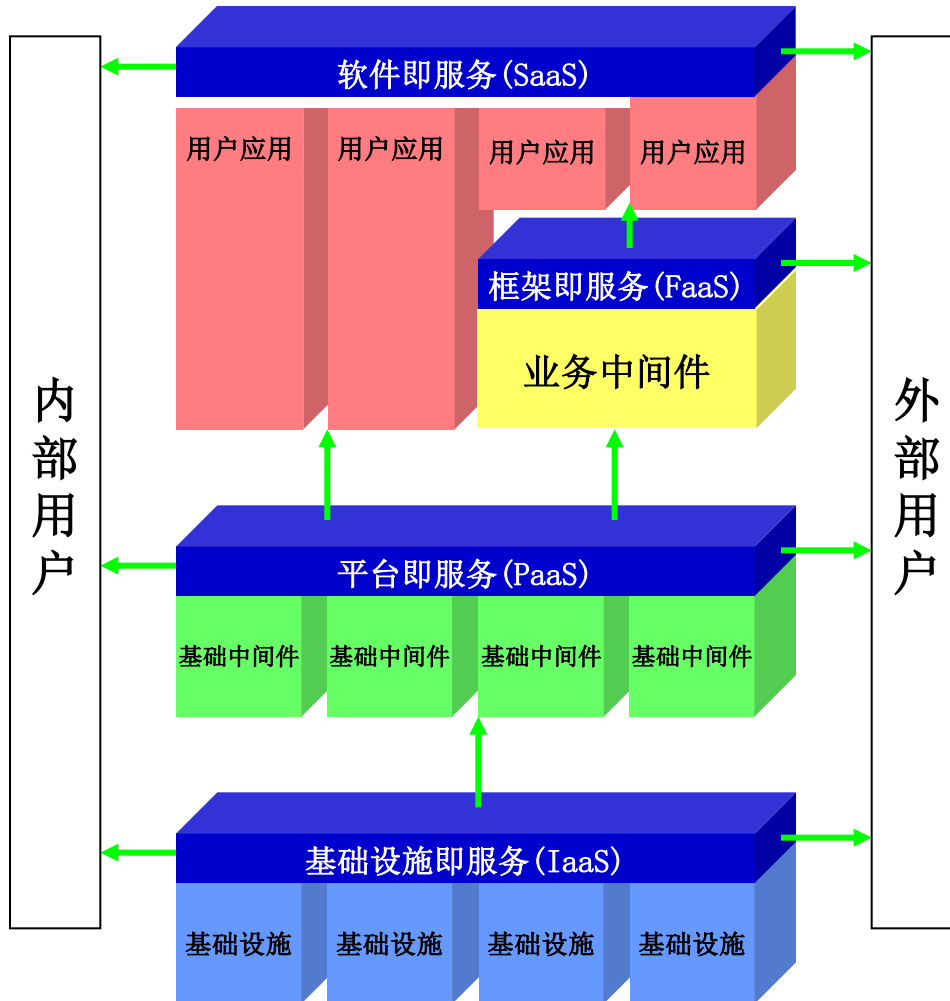 软件即服务(SaaS)
用户应用
用户应用
用户应用
用户应用
框架即服务(FaaS)
业务中间件
内部用户
外部用户
平台即服务(PaaS)
基础中间件
基础中间件
基础中间件
基础中间件
基础设施即服务(IaaS)
基础设施
基础设施
基础设施
基础设施